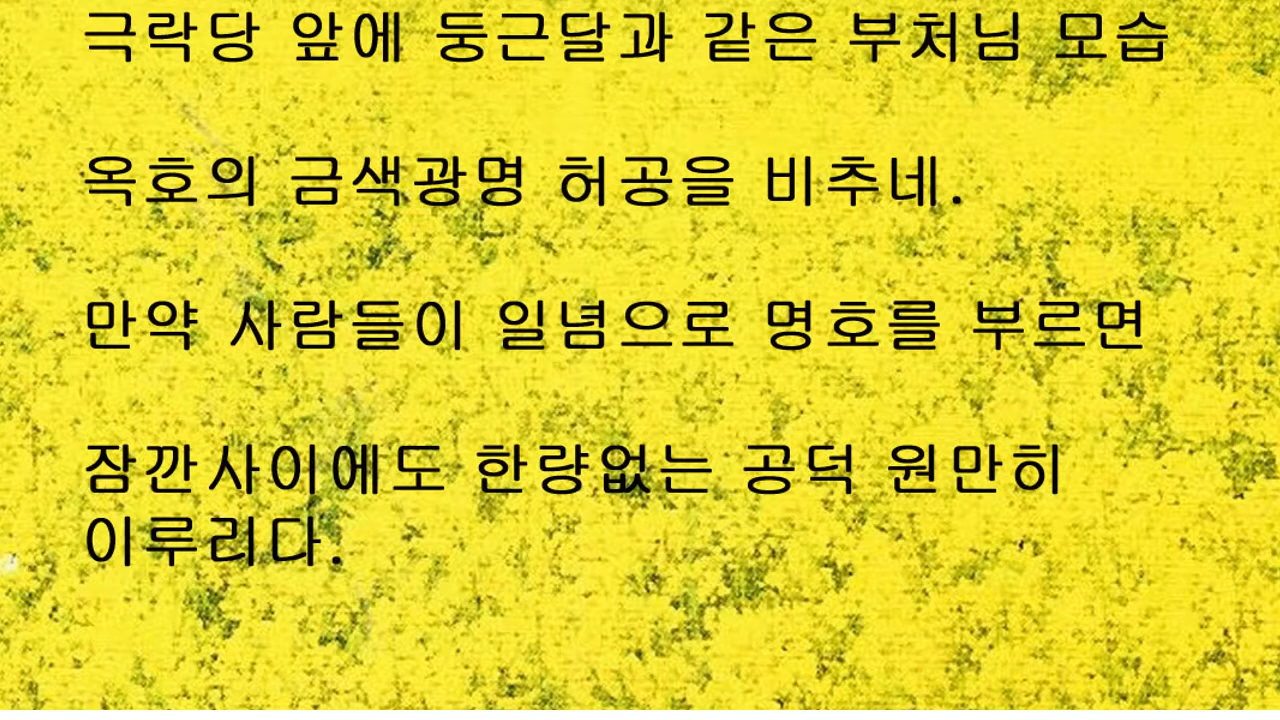 극락당 앞에 둥근달과 같은 부처님 모습
옥호의 금색광명 허공을 비추네.
만약 사람들이 일념으로 명호를 부르면
잠깐사이에도 한량없는 공덕 원만히
이루리다.